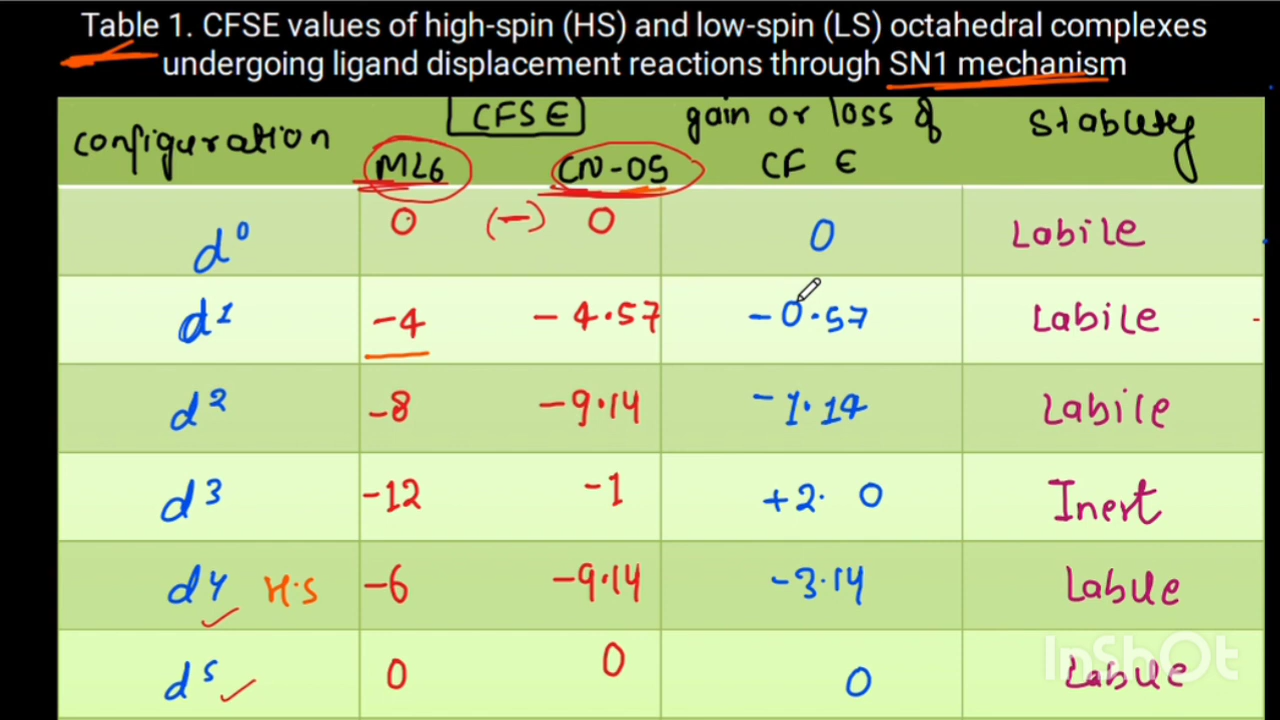 Table 1. CFSE values of high-spin (HS) and low-spin (LS) octahedral complexes
undergoing ligand displacement reactions through SN1 mechanism
configuration CFSE gain or loss of CF E Stablety
ML6 CN-05
d0 0 (-) 0 0 Labile
d1 -4 -4.57 -0.57 Labile
d2 -8 -9.14 -1.14 Labile
d3 -12 -1 +2. 0 Inert
d4 H.S -6 -9.14 -3.14 Labile
d5 0 0 0 Labile
InShOt